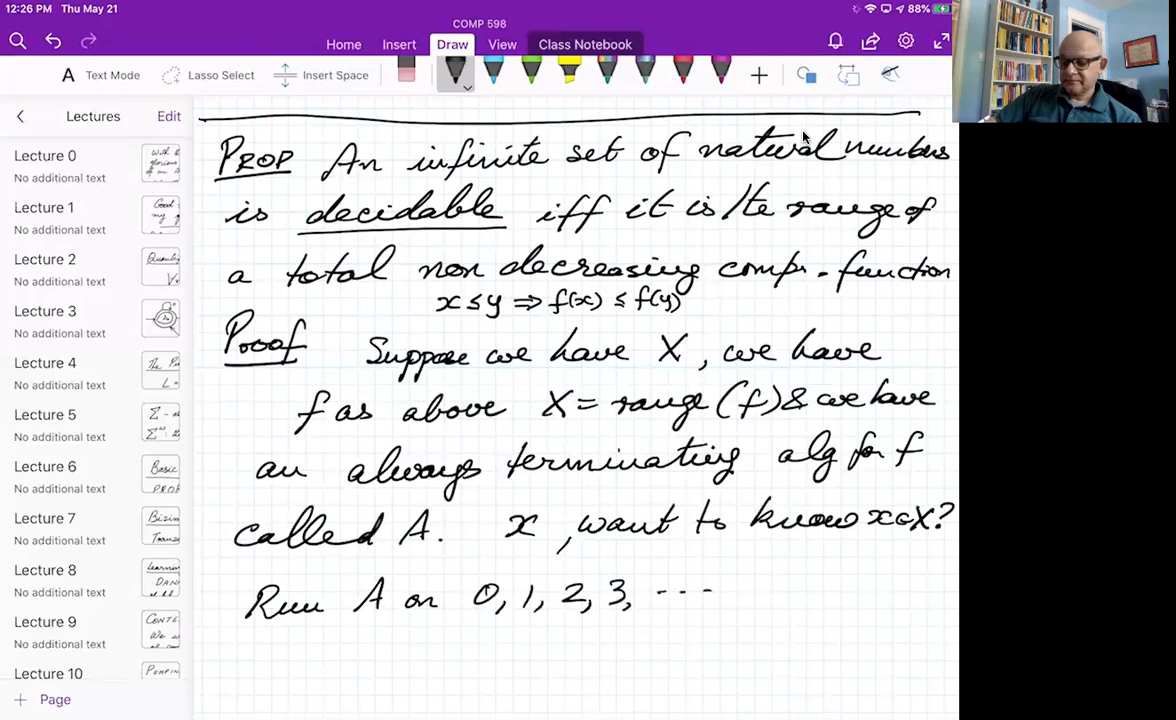 12:26 PM Thu May 21
88%
COMP 598
Home Insert Draw View Class Notebook
A Text Mode Lasso Select Insert Space
Lectures Edit
Lecture 0
No additional text
Lecture 1
No additional text
Lecture 2
No additional text
Lecture 3
No additional text
Lecture 4
No additional text
Lecture 5
No additional text
Lecture 6
No additional text
Lecture 7
No additional text
Lecture 8
No additional text
Lecture 9
No additional text
Lecture 10
Page
PROP An infinite set of natural numbers
is decidable iff it is the range of
a total non decreasing comp. function
x ≤ y ⇒ f(x) ≤ f(y)
Proof Suppose we have X, we have
f as above X = range (f) & we have
an always terminating alg for f
called A. x, want to know x ∈ X?
Run A on 0, 1, 2, 3, ---